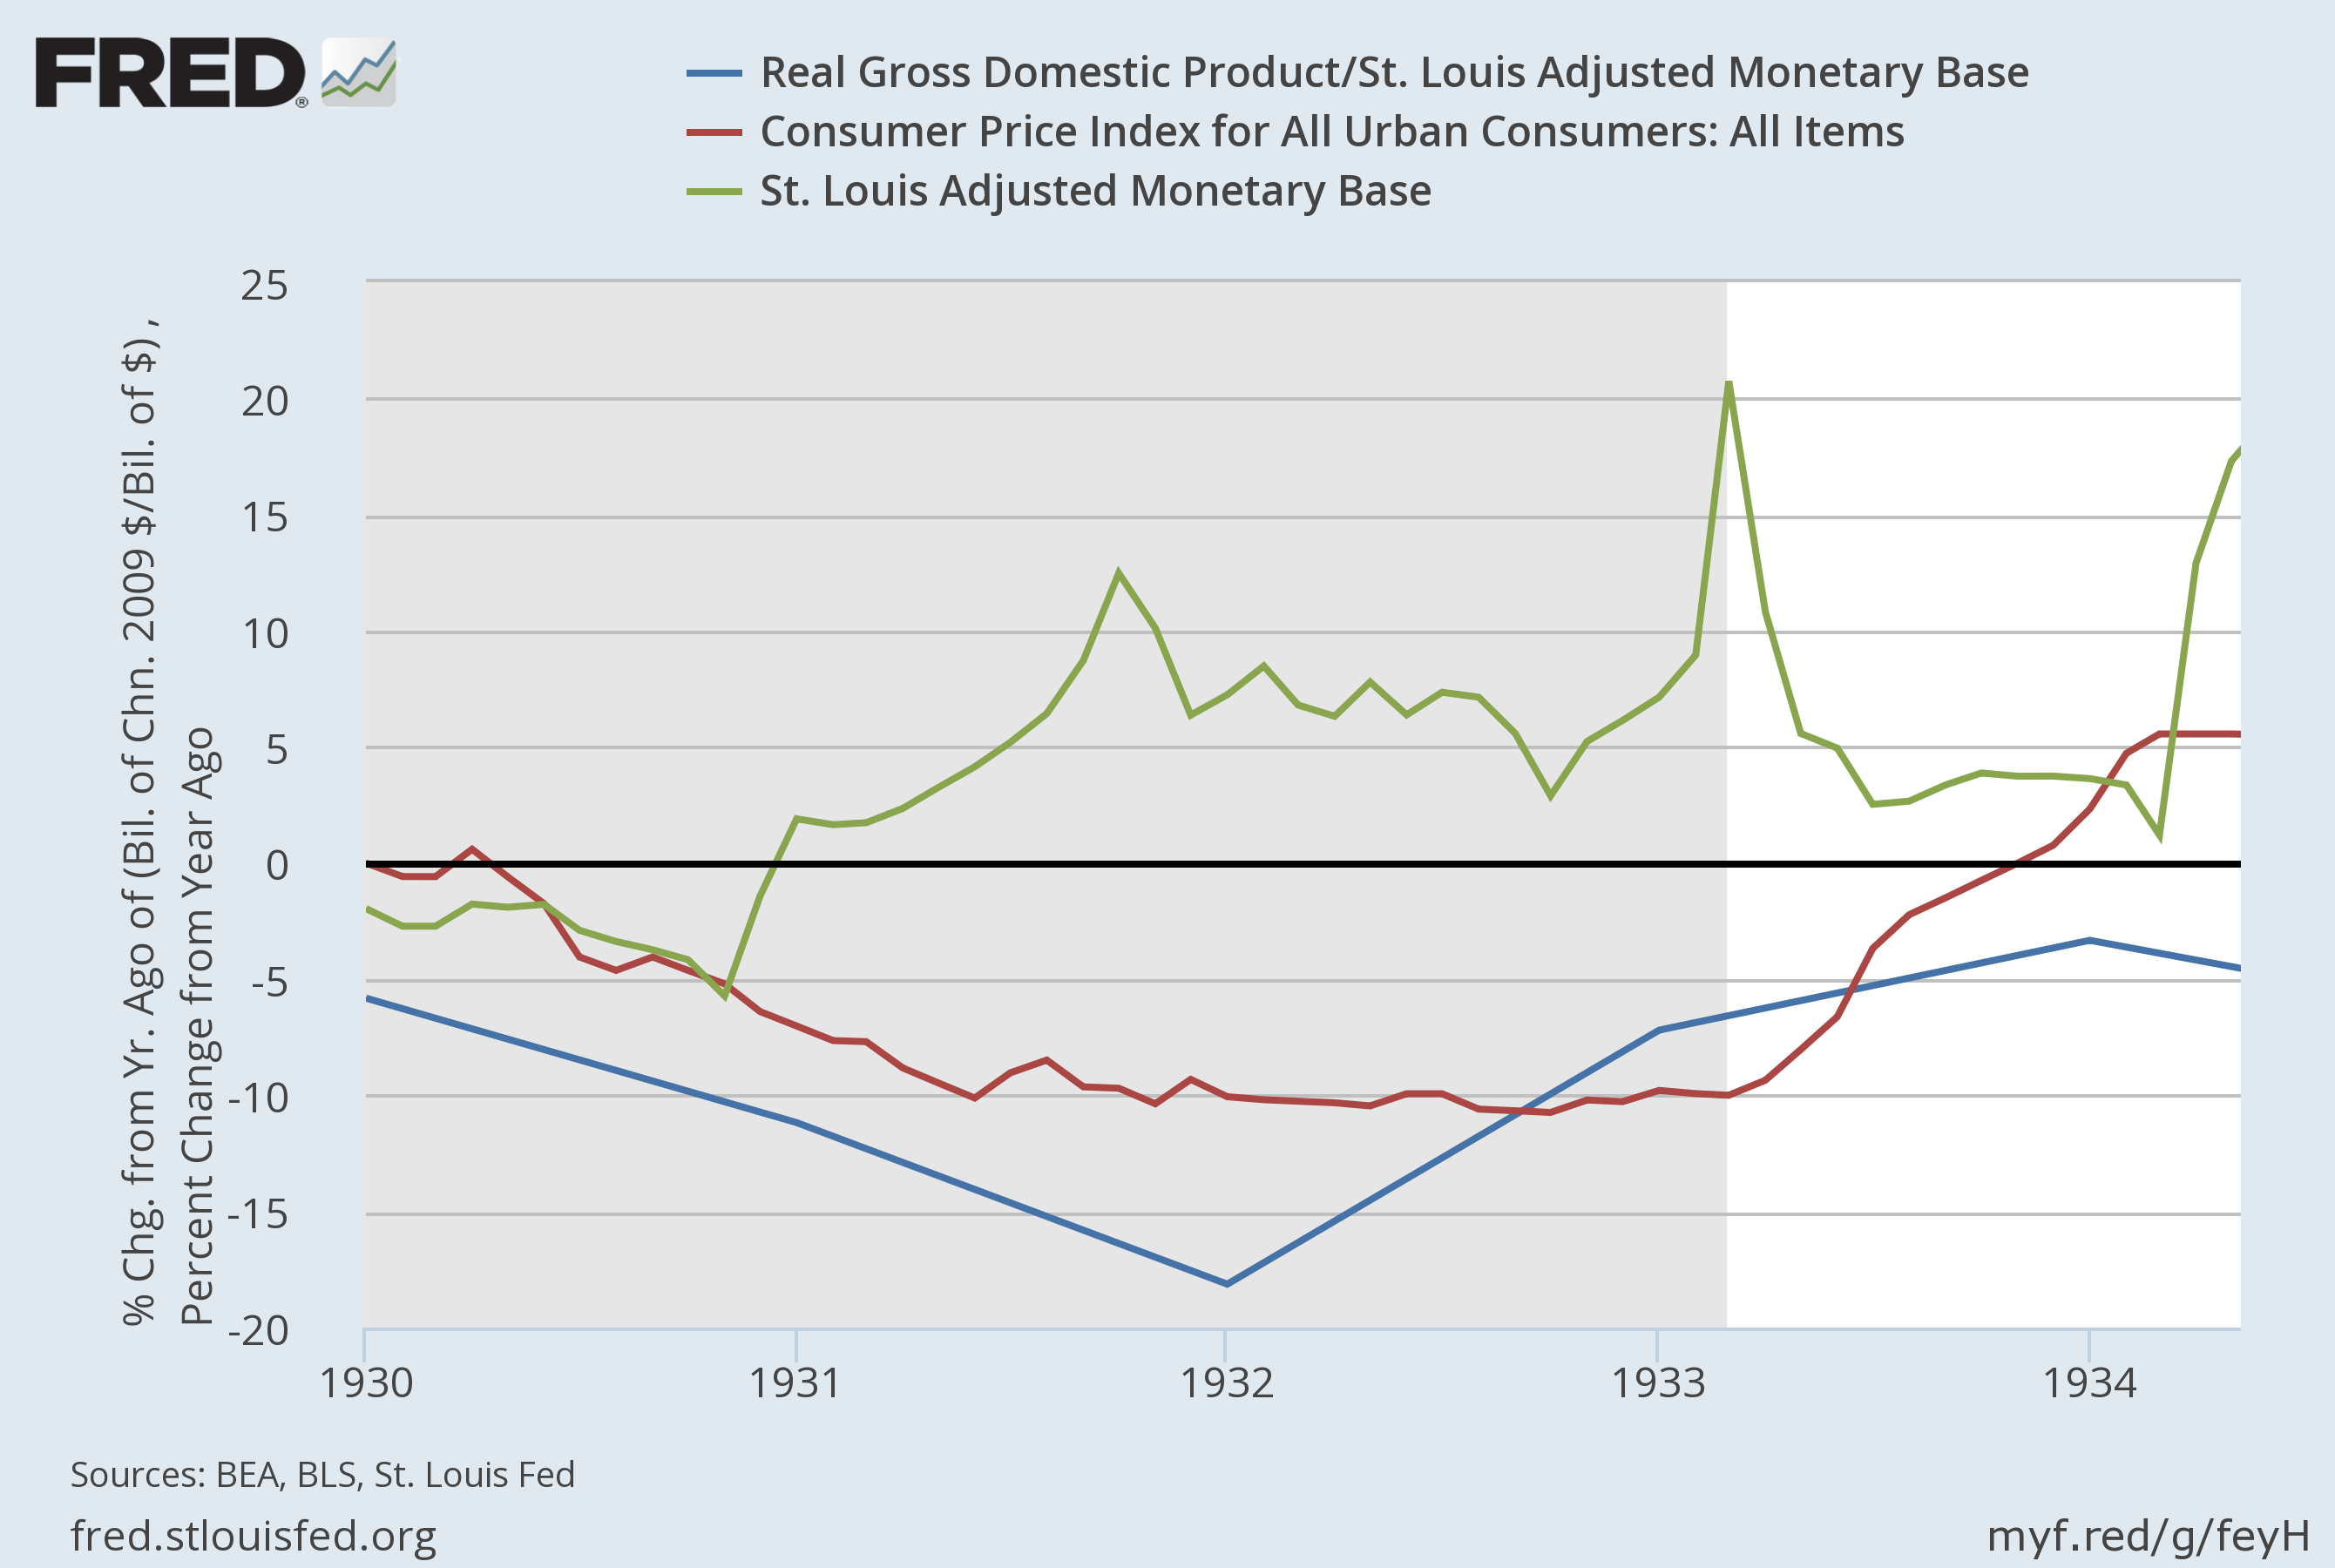 FRED®
Real Gross Domestic Product/St. Louis Adjusted Monetary Base
Consumer Price Index for All Urban Consumers: All Items
St. Louis Adjusted Monetary Base
% Chg. from Yr. Ago of (Bil. of Chn. 2009 $/Bil. of $) ,
Percent Change from Year Ago
25
20
15
10
5
0
-5
-10
-15
-20
1930 1931 1932 1933 1934
Sources: BEA, BLS, St. Louis Fed
fred.stlouisfed.org
myf.red/g/feyH